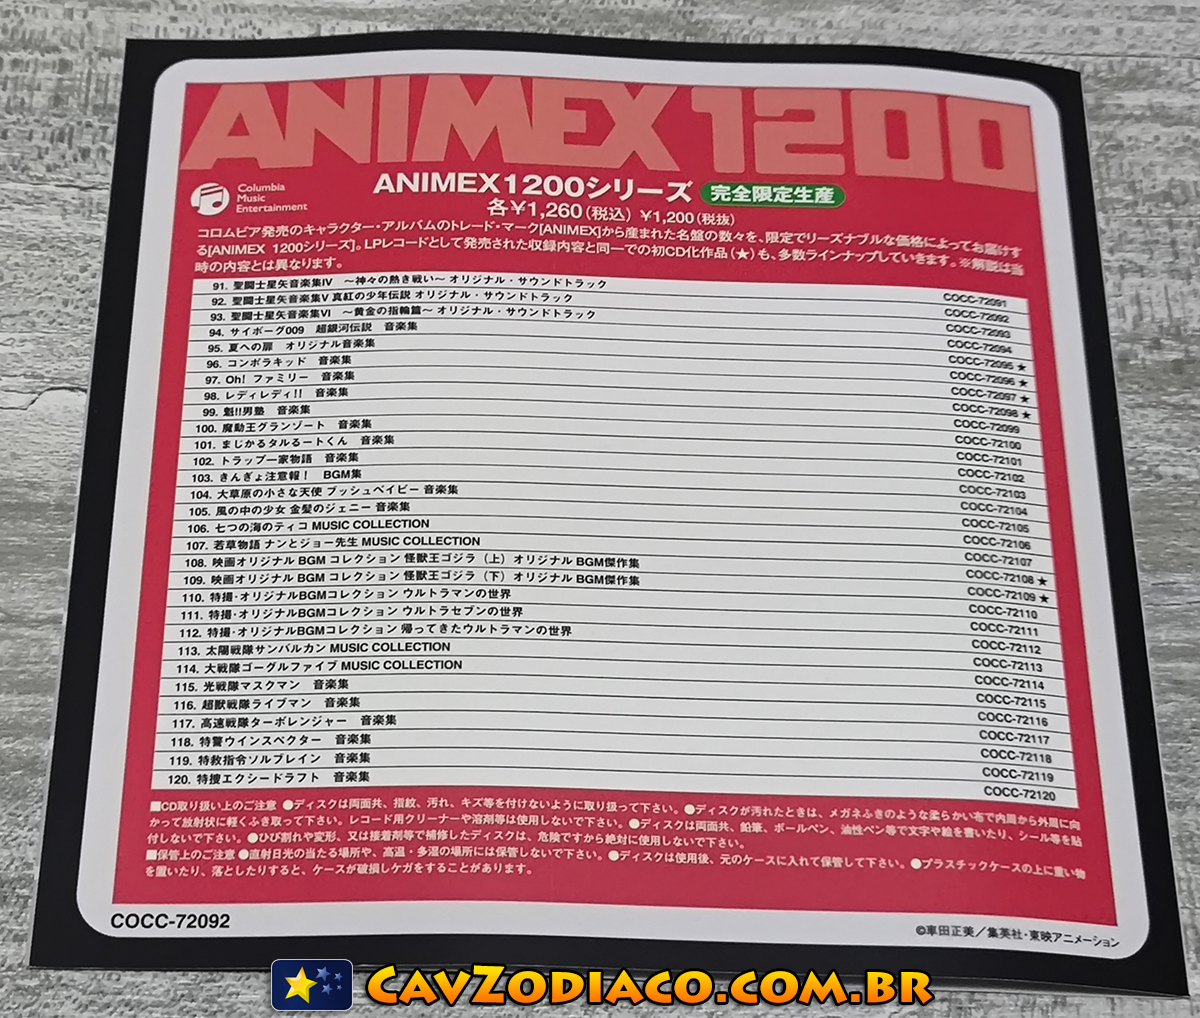 ANIMEX 1200
Columbia
Music
Entertainment
ANIMEX1200シリーズ 完全限定生産
各¥1,260(税込) ¥1,200(税抜)
コロムビア発売のキャラクター・アルバムのトレード・マーク[ANIMEX]から産まれた名盤の数々を、限定でリーズナブルな価格によってお届けす
る[ANIMEX 1200シリーズ]。LPレコードとして発売された収録内容と同一での初CD化作品(★)も、多数ラインナップしていきます。※解説は当
時の内容とは異なります。
91. 聖闘士星矢音楽集IV ～神々の熱き戦い～ オリジナル・サウンドトラック COCC-72091
92. 聖闘士星矢音楽集V 真紅の少年伝説 オリジナル・サウンドトラック COCC-72092
93. 聖闘士星矢音楽集VI ～黄金の指輪篇～ オリジナル・サウンドトラック COCC-72093
94. サイボーグ009 超銀河伝説 音楽集 COCC-72094
95. 夏への扉 オリジナル音楽集 COCC-72095 ★
96. コンポラキッド 音楽集 COCC-72096 ★
97. Oh! ファミリー 音楽集 COCC-72097 ★
98. レディレディ!! 音楽集 COCC-72098 ★
99. 魁!!男塾 音楽集 COCC-72099
100. 魔動王グランゾート 音楽集 COCC-72100
101. まじかるタルるートくん 音楽集 COCC-72101
102. トラップ一家物語 音楽集 COCC-72102
103. きんぎょ注意報! BGM集 COCC-72103
104. 大草原の小さな天使 ブッシュベイビー 音楽集 COCC-72104
105. 風の中の少女 金髪のジェニー 音楽集 COCC-72105
106. 七つの海のティコ MUSIC COLLECTION COCC-72106
107. 若草物語 ナンとジョー先生 MUSIC COLLECTION COCC-72107
108. 映画オリジナル BGM コレクション 怪獣王ゴジラ（上）オリジナル BGM傑作集 COCC-72108 ★
109. 映画オリジナル BGM コレクション 怪獣王ゴジラ（下）オリジナル BGM傑作集 COCC-72109 ★
110. 特撮・オリジナルBGMコレクション ウルトラマンの世界 COCC-72110
111. 特撮・オリジナルBGMコレクション ウルトラセブンの世界 COCC-72111
112. 特撮・オリジナルBGMコレクション 帰ってきたウルトラマンの世界 COCC-72112
113. 太陽戦隊サンバルカン MUSIC COLLECTION COCC-72113
114. 大戦隊ゴーグルファイブ MUSIC COLLECTION COCC-72114
115. 光戦隊マスクマン 音楽集 COCC-72115
116. 超獣戦隊ライブマン 音楽集 COCC-72116
117. 高速戦隊ターボレンジャー 音楽集 COCC-72117
118. 特警ウインスペクター 音楽集 COCC-72118
119. 特救指令ソルブレイン 音楽集 COCC-72119
120. 特捜エクシードラフト 音楽集 COCC-72120
■CD取り扱い上のご注意 ●ディスクは両面共、指紋、汚れ、キズ等を付けないように取り扱って下さい。●ディスクが汚れたときは、メガネふきのような柔らかい布で内周から外周に向
かって放射状に軽くふき取って下さい。レコード用クリーナーや溶剤等は使用しないで下さい。●ディスクは両面共、鉛筆、ボールペン、油性ペン等で文字や絵を書いたり、シール等を貼
付しないで下さい。●ひび割れや変形、又は接着剤等で補修したディスクは、危険ですから絶対に使用しないで下さい。
■保管上のご注意 ●直射日光の当たる場所や、高温・多湿の場所には保管しないで下さい。●ディスクは使用後、元のケースに入れて保管して下さい。●プラスチックケースの上に重い物
を置いたり、落としたりすると、ケースが破損しケガをすることがあります。
COCC-72092
©車田正美／集英社・東映アニメーション
CAVZODIACO.COM.BR